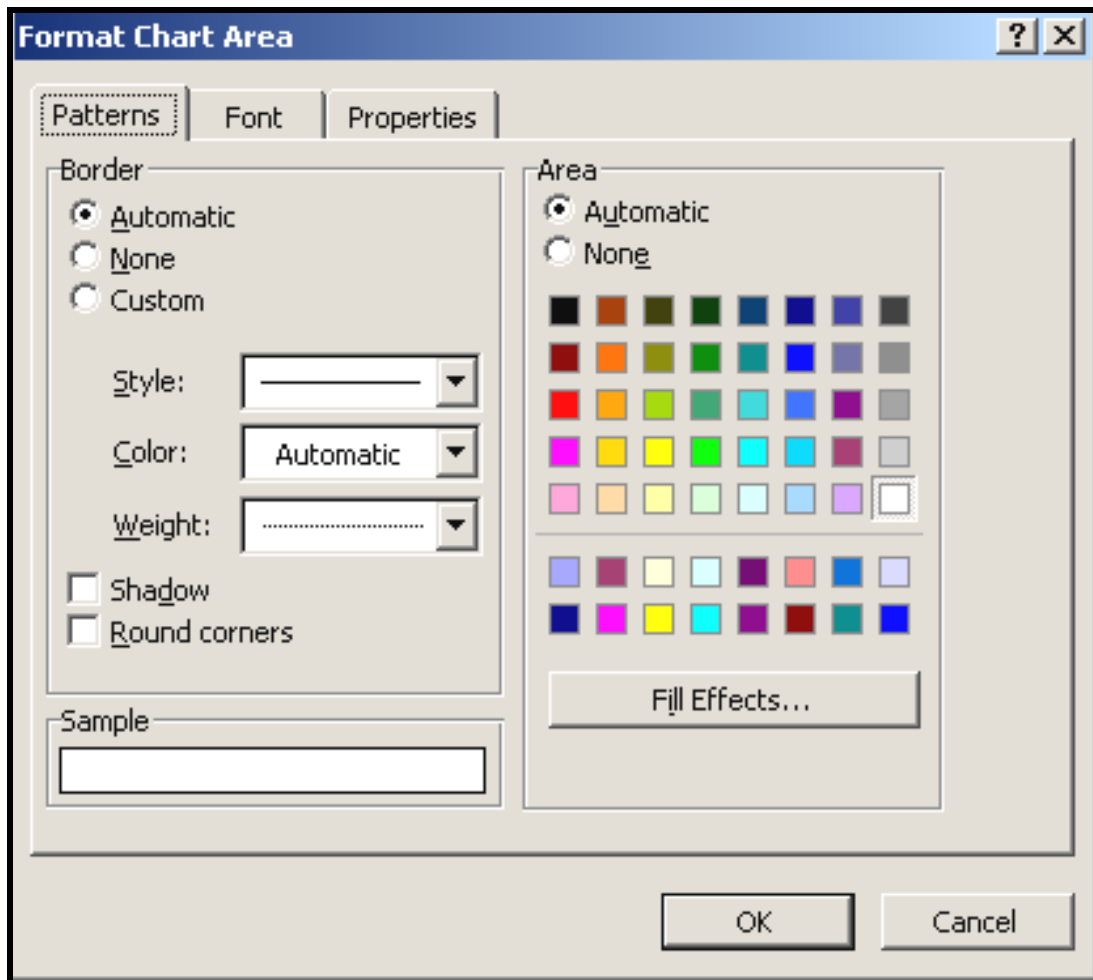 Format Chart Area
Patterns Font Properties
Border
Automatic
None
Custom
Style:
Color: Automatic
Weight:
Shadow
Round corners
Sample
Area
Automatic
None
Fill Effects...
OK Cancel